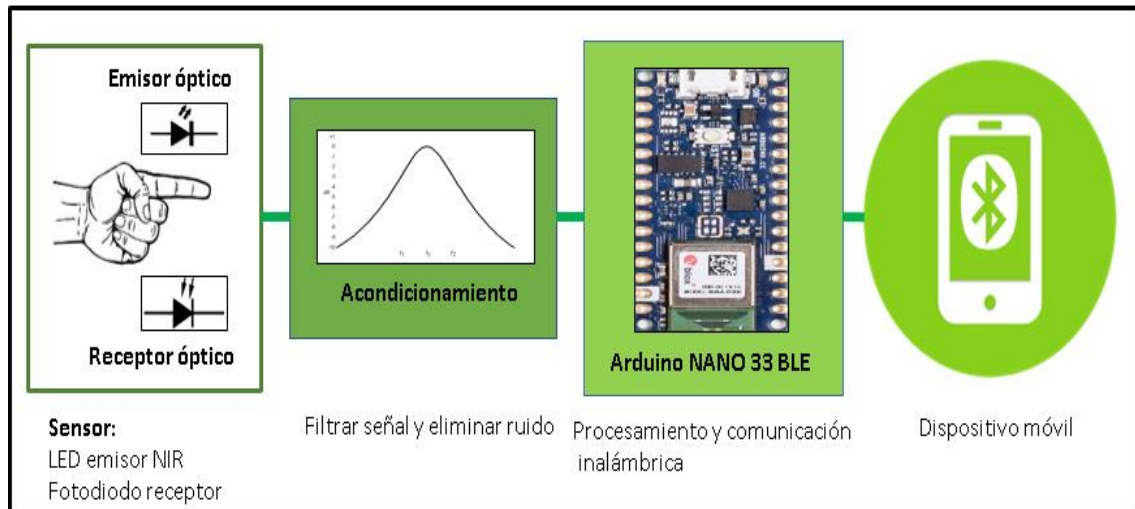 Emisor óptico
Receptor óptico
Acondicionamiento
Arduino NANO 33 BLE
Sensor:
LED emisor NIR
Fotodiodo receptor
Filtrar señal y eliminar ruido
Procesamiento y comunicación
inalámbrica
Dispositivo móvil